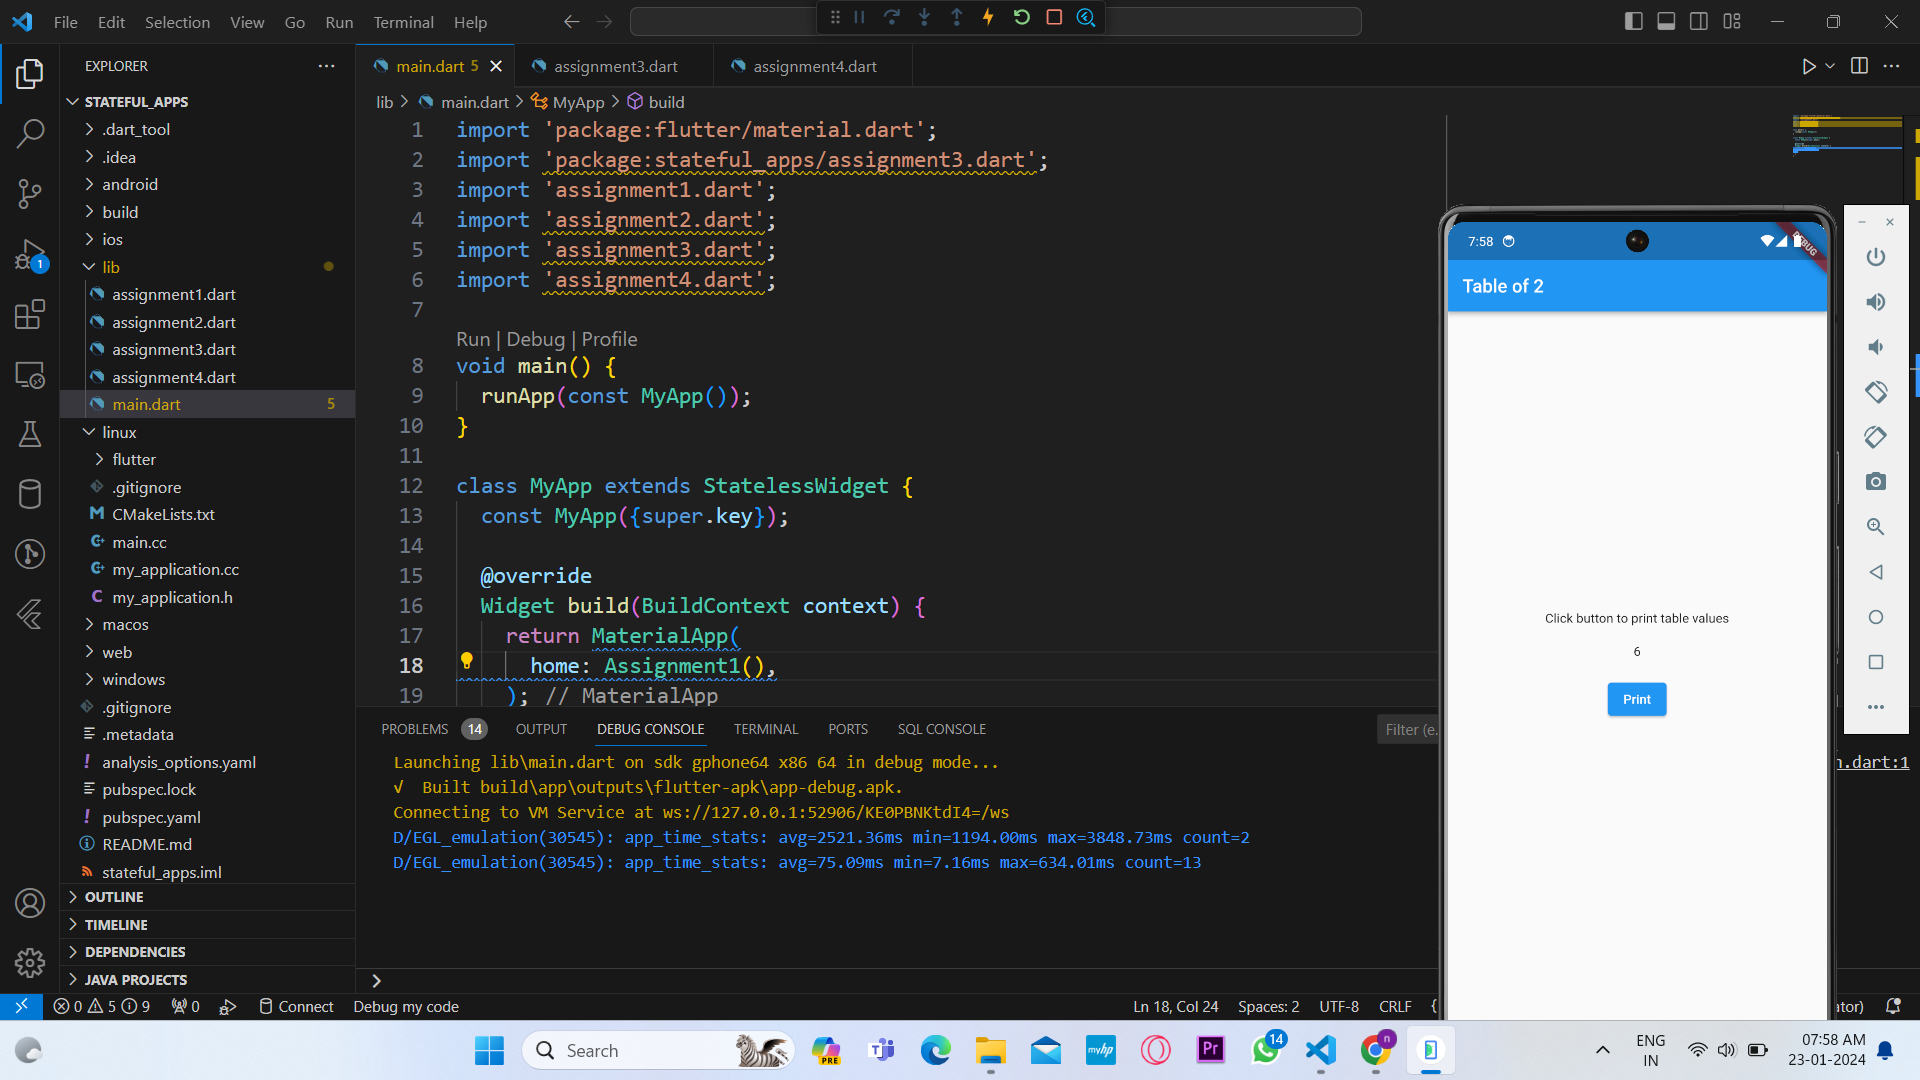 File Edit Selection View Go Run Terminal Help
EXPLORER
STATEFUL_APPS
.dart_tool
.idea
android
build
ios
lib
assignment1.dart
assignment2.dart
assignment3.dart
assignment4.dart
main.dart 5
linux
flutter
.gitignore
CMakeLists.txt
main.cc
my_application.cc
my_application.h
macos
web
windows
.gitignore
.metadata
analysis_options.yaml
pubspec.lock
pubspec.yaml
README.md
stateful_apps.iml
OUTLINE
TIMELINE
DEPENDENCIES
JAVA PROJECTS
1
main.dart 5
assignment3.dart
assignment4.dart
lib > main.dart > MyApp > build
1 import 'package:flutter/material.dart';
2 import 'package:stateful_apps/assignment3.dart';
3 import 'assignment1.dart';
4 import 'assignment2.dart';
5 import 'assignment3.dart';
6 import 'assignment4.dart';
7
Run | Debug | Profile
8 void main() {
9 runApp(const MyApp());
10 }
11
12 class MyApp extends StatelessWidget {
13 const MyApp({super.key});
14
15 @override
16 Widget build(BuildContext context) {
17 return MaterialApp(
18 home: Assignment1(),
19 ); // MaterialApp
PROBLEMS 14 OUTPUT DEBUG CONSOLE TERMINAL PORTS SQL CONSOLE
Filter (e.
Launching lib\main.dart on sdk gphone64 x86 64 in debug mode...
√ Built build\app\outputs\flutter-apk\app-debug.apk.
Connecting to VM Service at ws://127.0.0.1:52906/KE0PBNKtdI4=/ws
D/EGL_emulation(30545): app_time_stats: avg=2521.36ms min=1194.00ms max=3848.73ms count=2
D/EGL_emulation(30545): app_time_stats: avg=75.09ms min=7.16ms max=634.01ms count=13
n.dart:1
7:58
DEBUG
Table of 2
Click button to print table values
6
Print
0 5 9 0 Connect Debug my code
Ln 18, Col 24 Spaces: 2 UTF-8 CRLF {
ator)
Search
PRE
myhp
Pr
14
n
ENG
IN
07:58 AM
23-01-2024